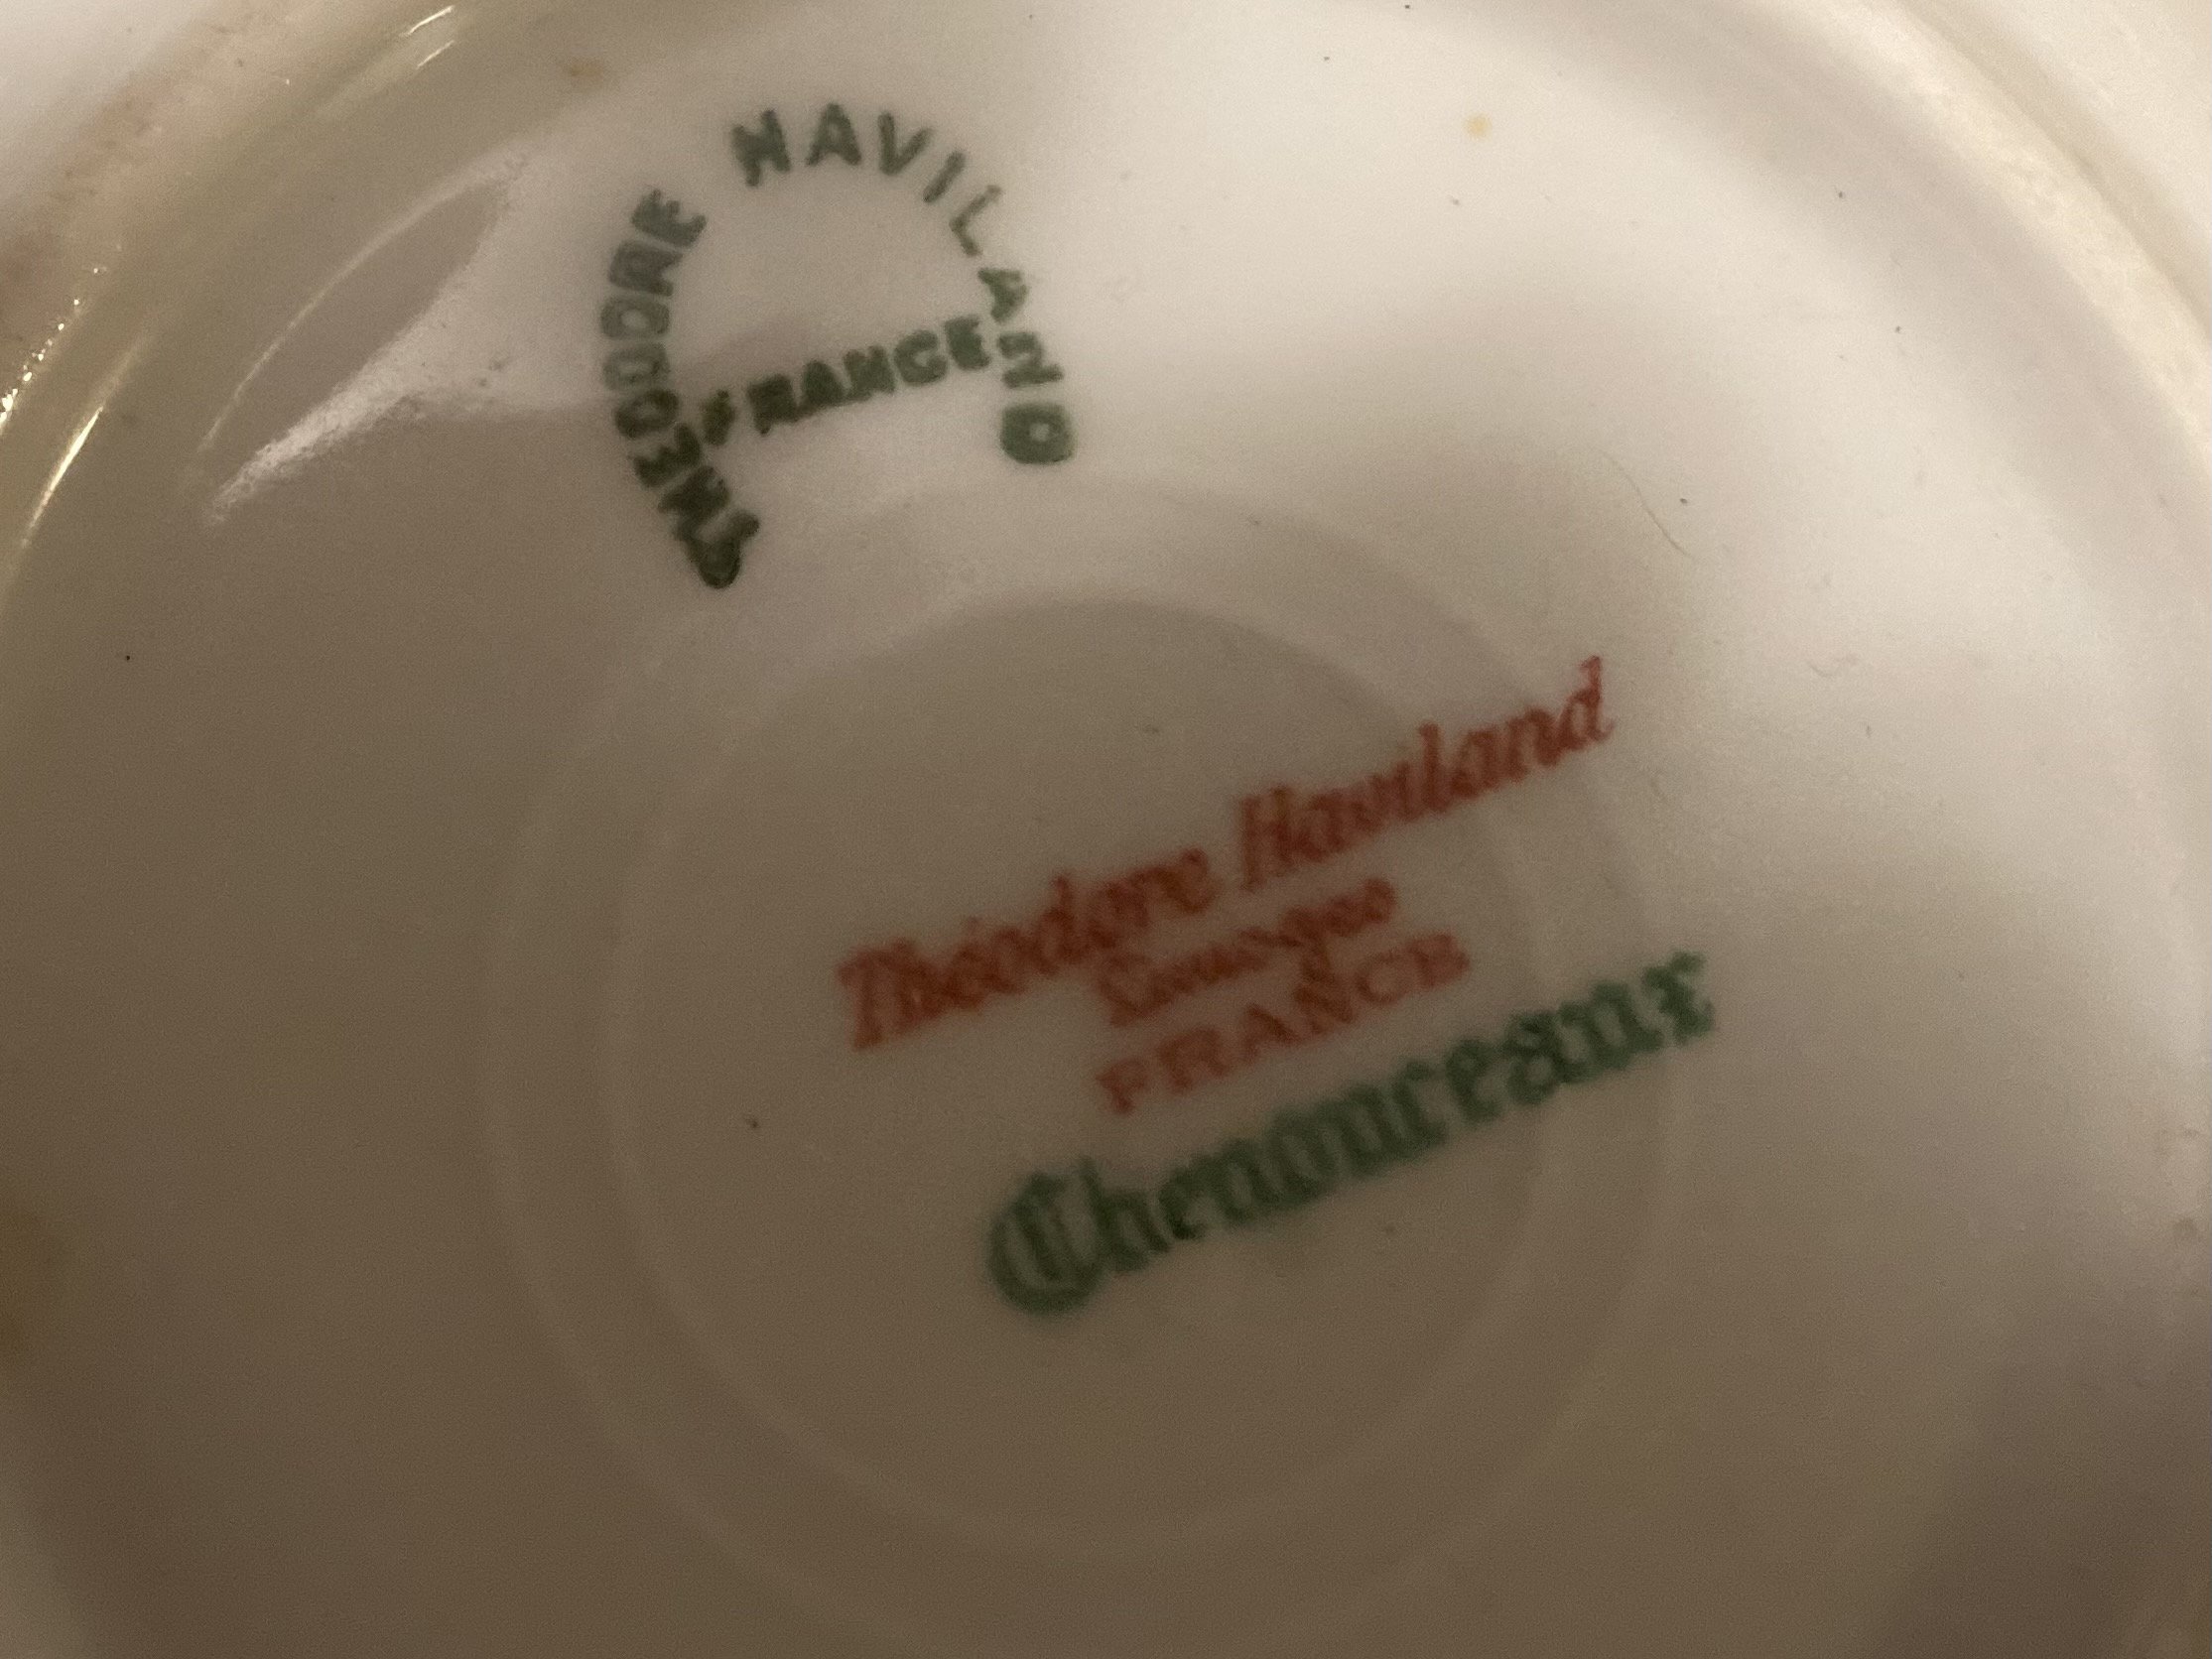 THEODORE HAVILAND
FRANCE
Théodore Haviland
Limoges
FRANCE
Chenonceaux